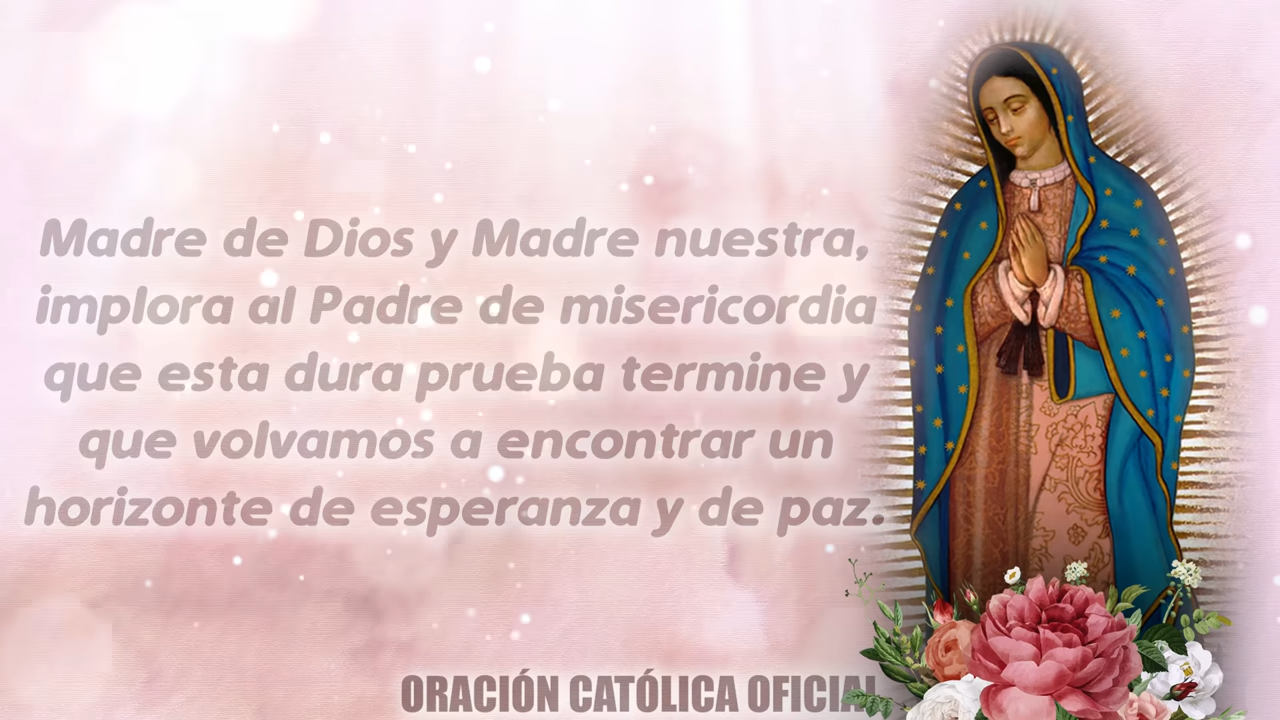 Madre de Dios y Madre nuestra,
implora al Padre de misericordia
que esta dura prueba termine y
que volvamos a encontrar un
horizonte de esperanza y de paz.
ORACIÓN CATÓLICA OFICIAL